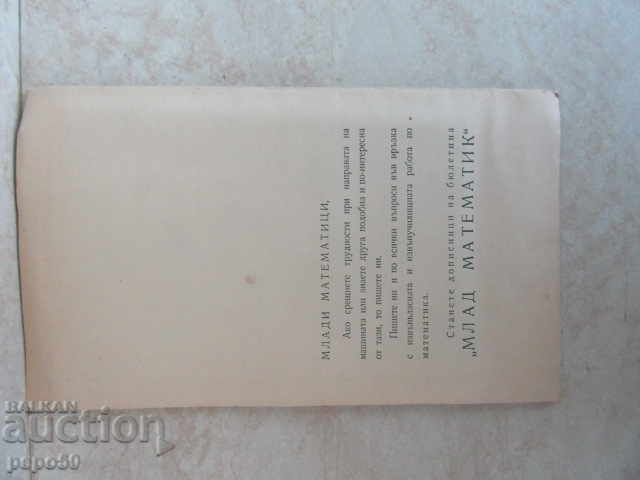 МЛАДИ МАТЕМАТИЦИ,
Ако срещнете трудности при направата на
машината или знаете друга подобна и по-интересна
от тази, то пишете ни.
Пишете ни и по всички въпроси във връзка
с извънкласната и извънучилищната работа по
математика.
Станете дописници на бюлетина
„МЛАД МАТЕМАТИК“
BALKAN
auction
popo50